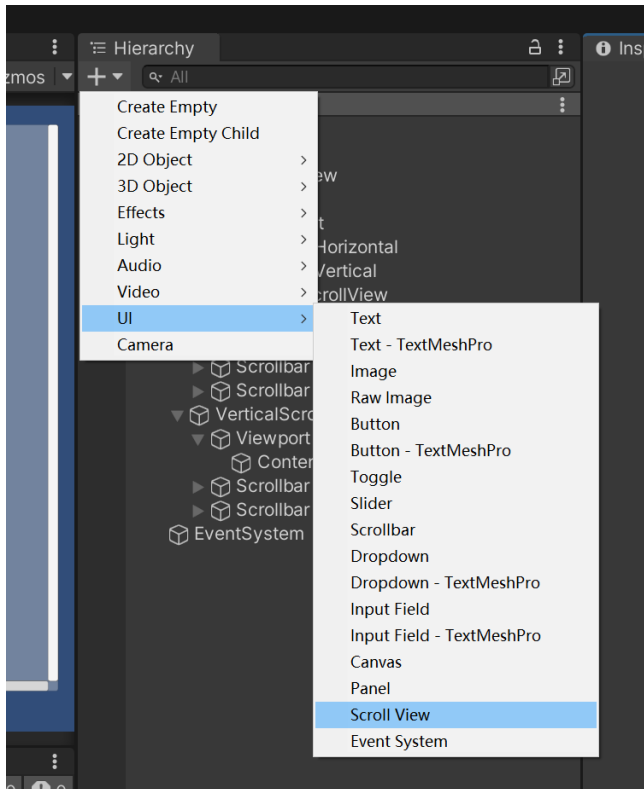 Hierarchy
Ins
zmos
All
Create Empty
Create Empty Child
2D Object
3D Object
Effects
Light
Audio
Video
UI
Camera
ew
t
Horizontal
Vertical
crollView
Text
Text - TextMeshPro
Image
Raw Image
Button
Button - TextMeshPro
Toggle
Slider
Scrollbar
Dropdown
Dropdown - TextMeshPro
Input Field
Input Field - TextMeshPro
Canvas
Panel
Scroll View
Event System
Scrollbar
Scrollbar
VerticalScro
Viewport
Conter
Scrollbar
Scrollbar
EventSystem